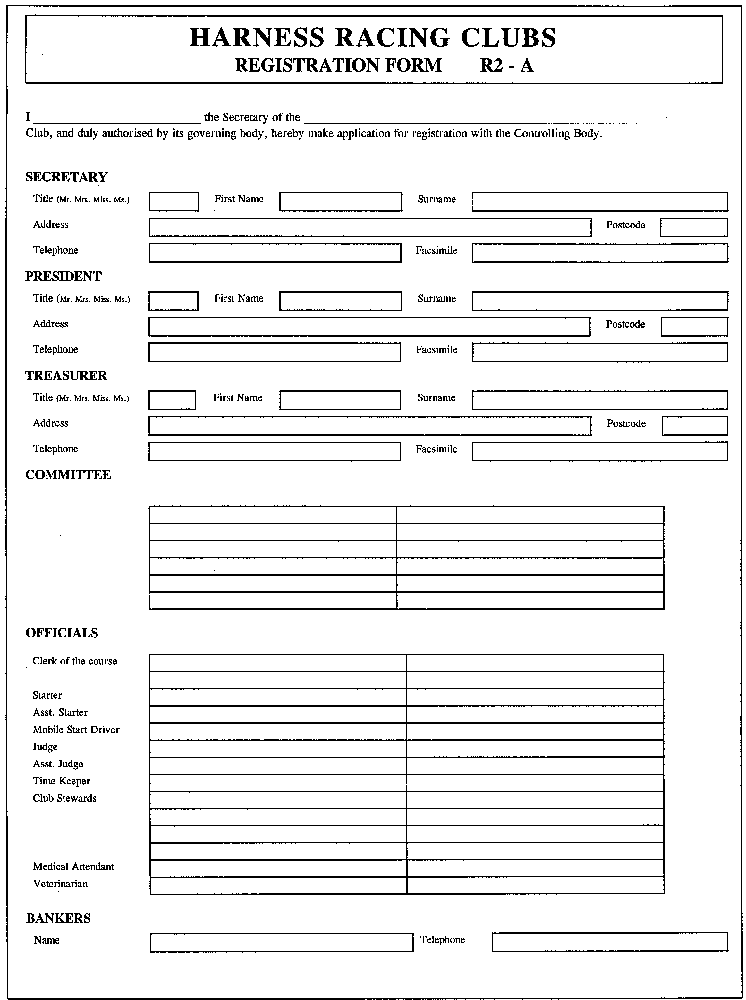 HARNESS RACING CLUBS
REGISTRATION FORM R2 - A
I the Secretary of the
Club, and duly authorised by its governing body, hereby make application for registration with the Controlling Body.
SECRETARY
Title (Mr. Mrs. Miss. Ms.) First Name Surname
Address Postcode
Telephone Facsimile
PRESIDENT
Title (Mr. Mrs. Miss. Ms.) First Name Surname
Address Postcode
Telephone Facsimile
TREASURER
Title (Mr. Mrs. Miss. Ms.) First Name Surname
Address Postcode
Telephone Facsimile
COMMITTEE
OFFICIALS
Clerk of the course
Starter
Asst. Starter
Mobile Start Driver
Judge
Asst. Judge
Time Keeper
Club Stewards
Medical Attendant
Veterinarian
BANKERS
Name Telephone